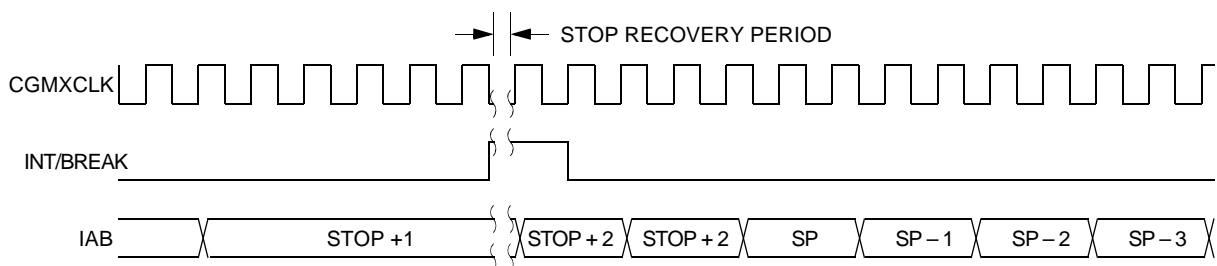 STOP RECOVERY PERIOD
CGMXCLK
INT/BREAK
IAB STOP +1 STOP + 2 STOP + 2 SP SP – 1 SP – 2 SP – 3